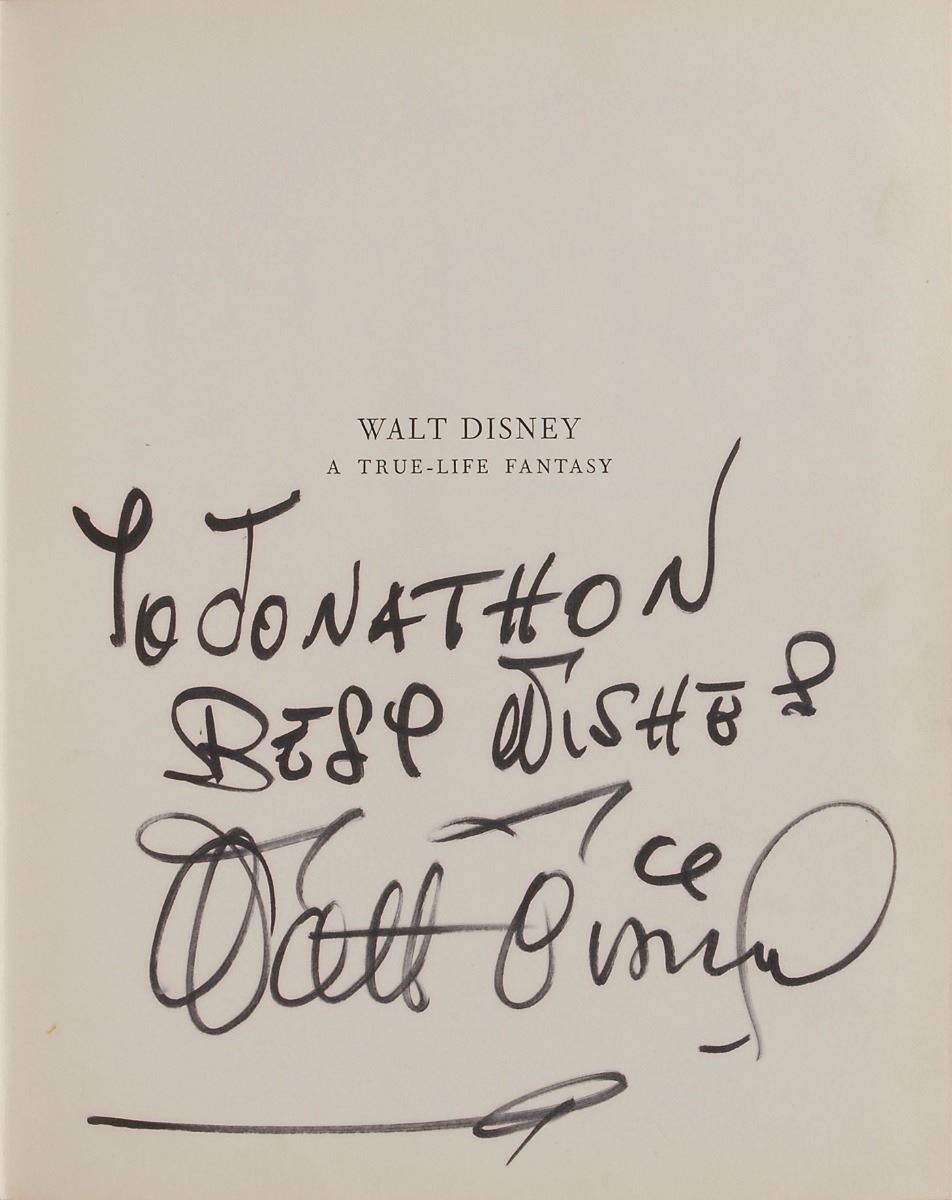 WALT DISNEY
A TRUE-LIFE FANTASY
To JONATHON
BEST WISHES
Walt Disney